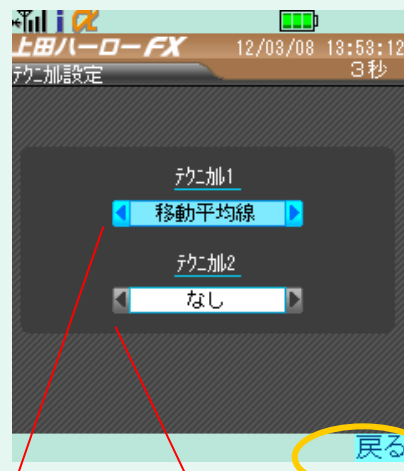 i α
上田ハーローFX
12/03/08 13:53:12
ﾃｸﾆｶﾙ設定
3秒
ﾃｸﾆｶﾙ1
移動平均線
ﾃｸﾆｶﾙ2
なし
戻る